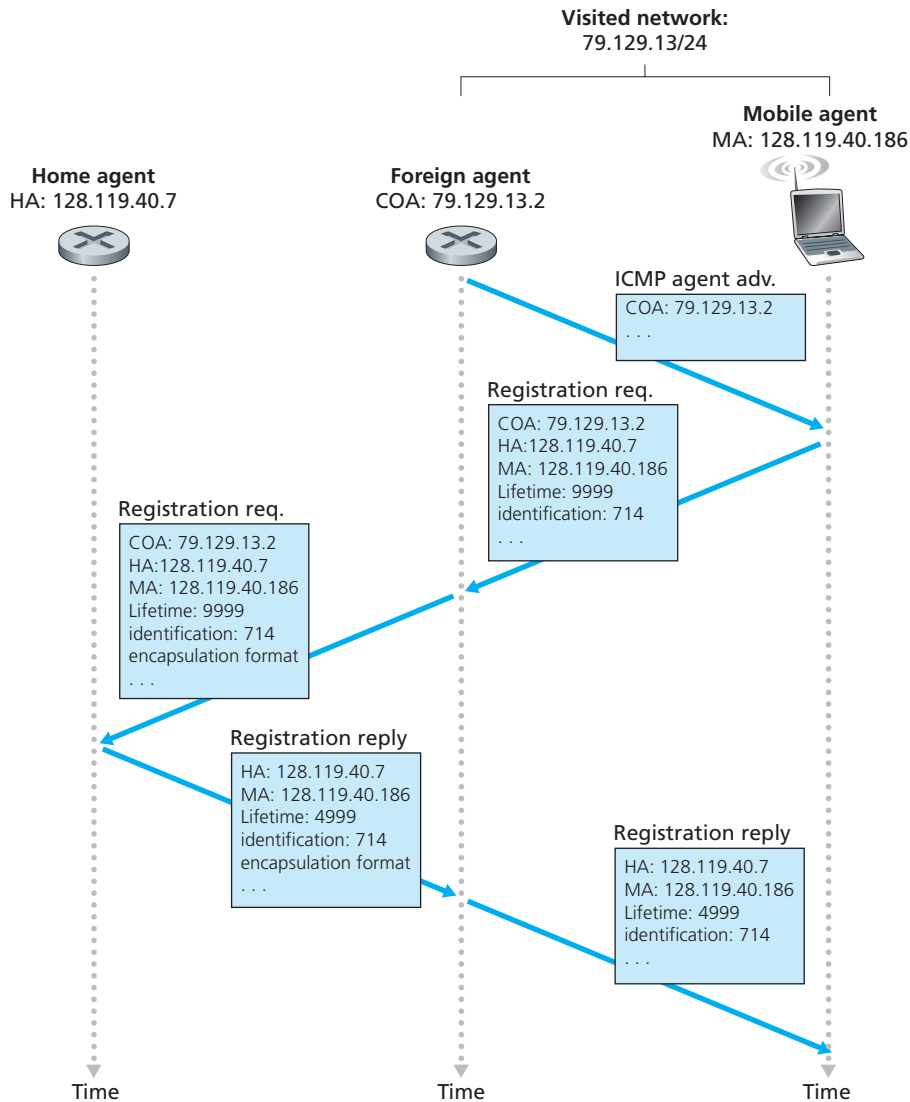 Visited network:
79.129.13/24
Mobile agent
MA: 128.119.40.186
Home agent
HA: 128.119.40.7
Foreign agent
COA: 79.129.13.2
ICMP agent adv.
COA: 79.129.13.2
. . .
Registration req.
COA: 79.129.13.2
HA:128.119.40.7
MA: 128.119.40.186
Lifetime: 9999
identification: 714
. . .
Registration req.
COA: 79.129.13.2
HA:128.119.40.7
MA: 128.119.40.186
Lifetime: 9999
identification: 714
encapsulation format
. . .
Registration reply
HA: 128.119.40.7
MA: 128.119.40.186
Lifetime: 4999
identification: 714
encapsulation format
. . .
Registration reply
HA: 128.119.40.7
MA: 128.119.40.186
Lifetime: 4999
identification: 714
. . .
Time
Time
Time